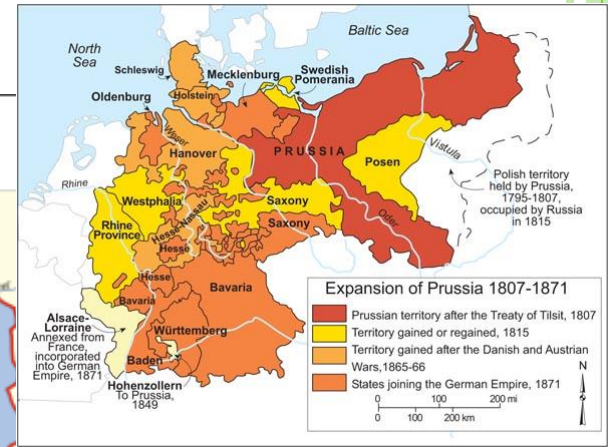 North
Sea
Baltic Sea
Schleswig
Holstein
Mecklenburg
Swedish
Pomerania
Oldenburg
Weser
Hanover
PRUSSIA
Posen
Vistula
Rhine
Polish territory
held by Prussia,
1795-1807,
occupied by Russia
in 1815
Westphalia
Saxony
Oder
Rhine
Province
Hesse-Nassau
Saxony
Hesse
Hesse
Bavaria
Bavaria
Alsace-
Lorraine
Annexed from
France,
incorporated
into German
Empire, 1871
Württemberg
Baden
Hohenzollern
To Prussia,
1849
Expansion of Prussia 1807-1871
Prussian territory after the Treaty of Tilsit, 1807
Territory gained or regained, 1815
Territory gained after the Danish and Austrian
Wars,1865-66
States joining the German Empire, 1871
N
0 100 200 mi
0 100 200 km